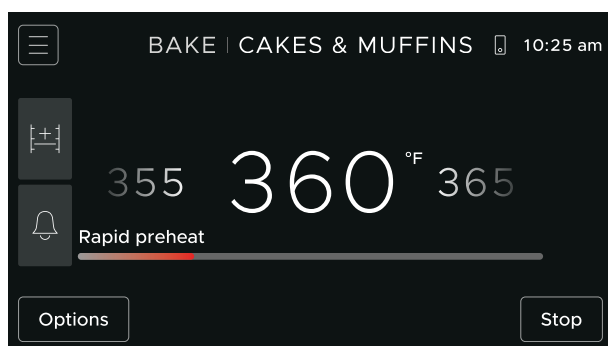 BAKE | CAKES & MUFFINS 10:25 am
355 360 °F 365
Rapid preheat
Options Stop